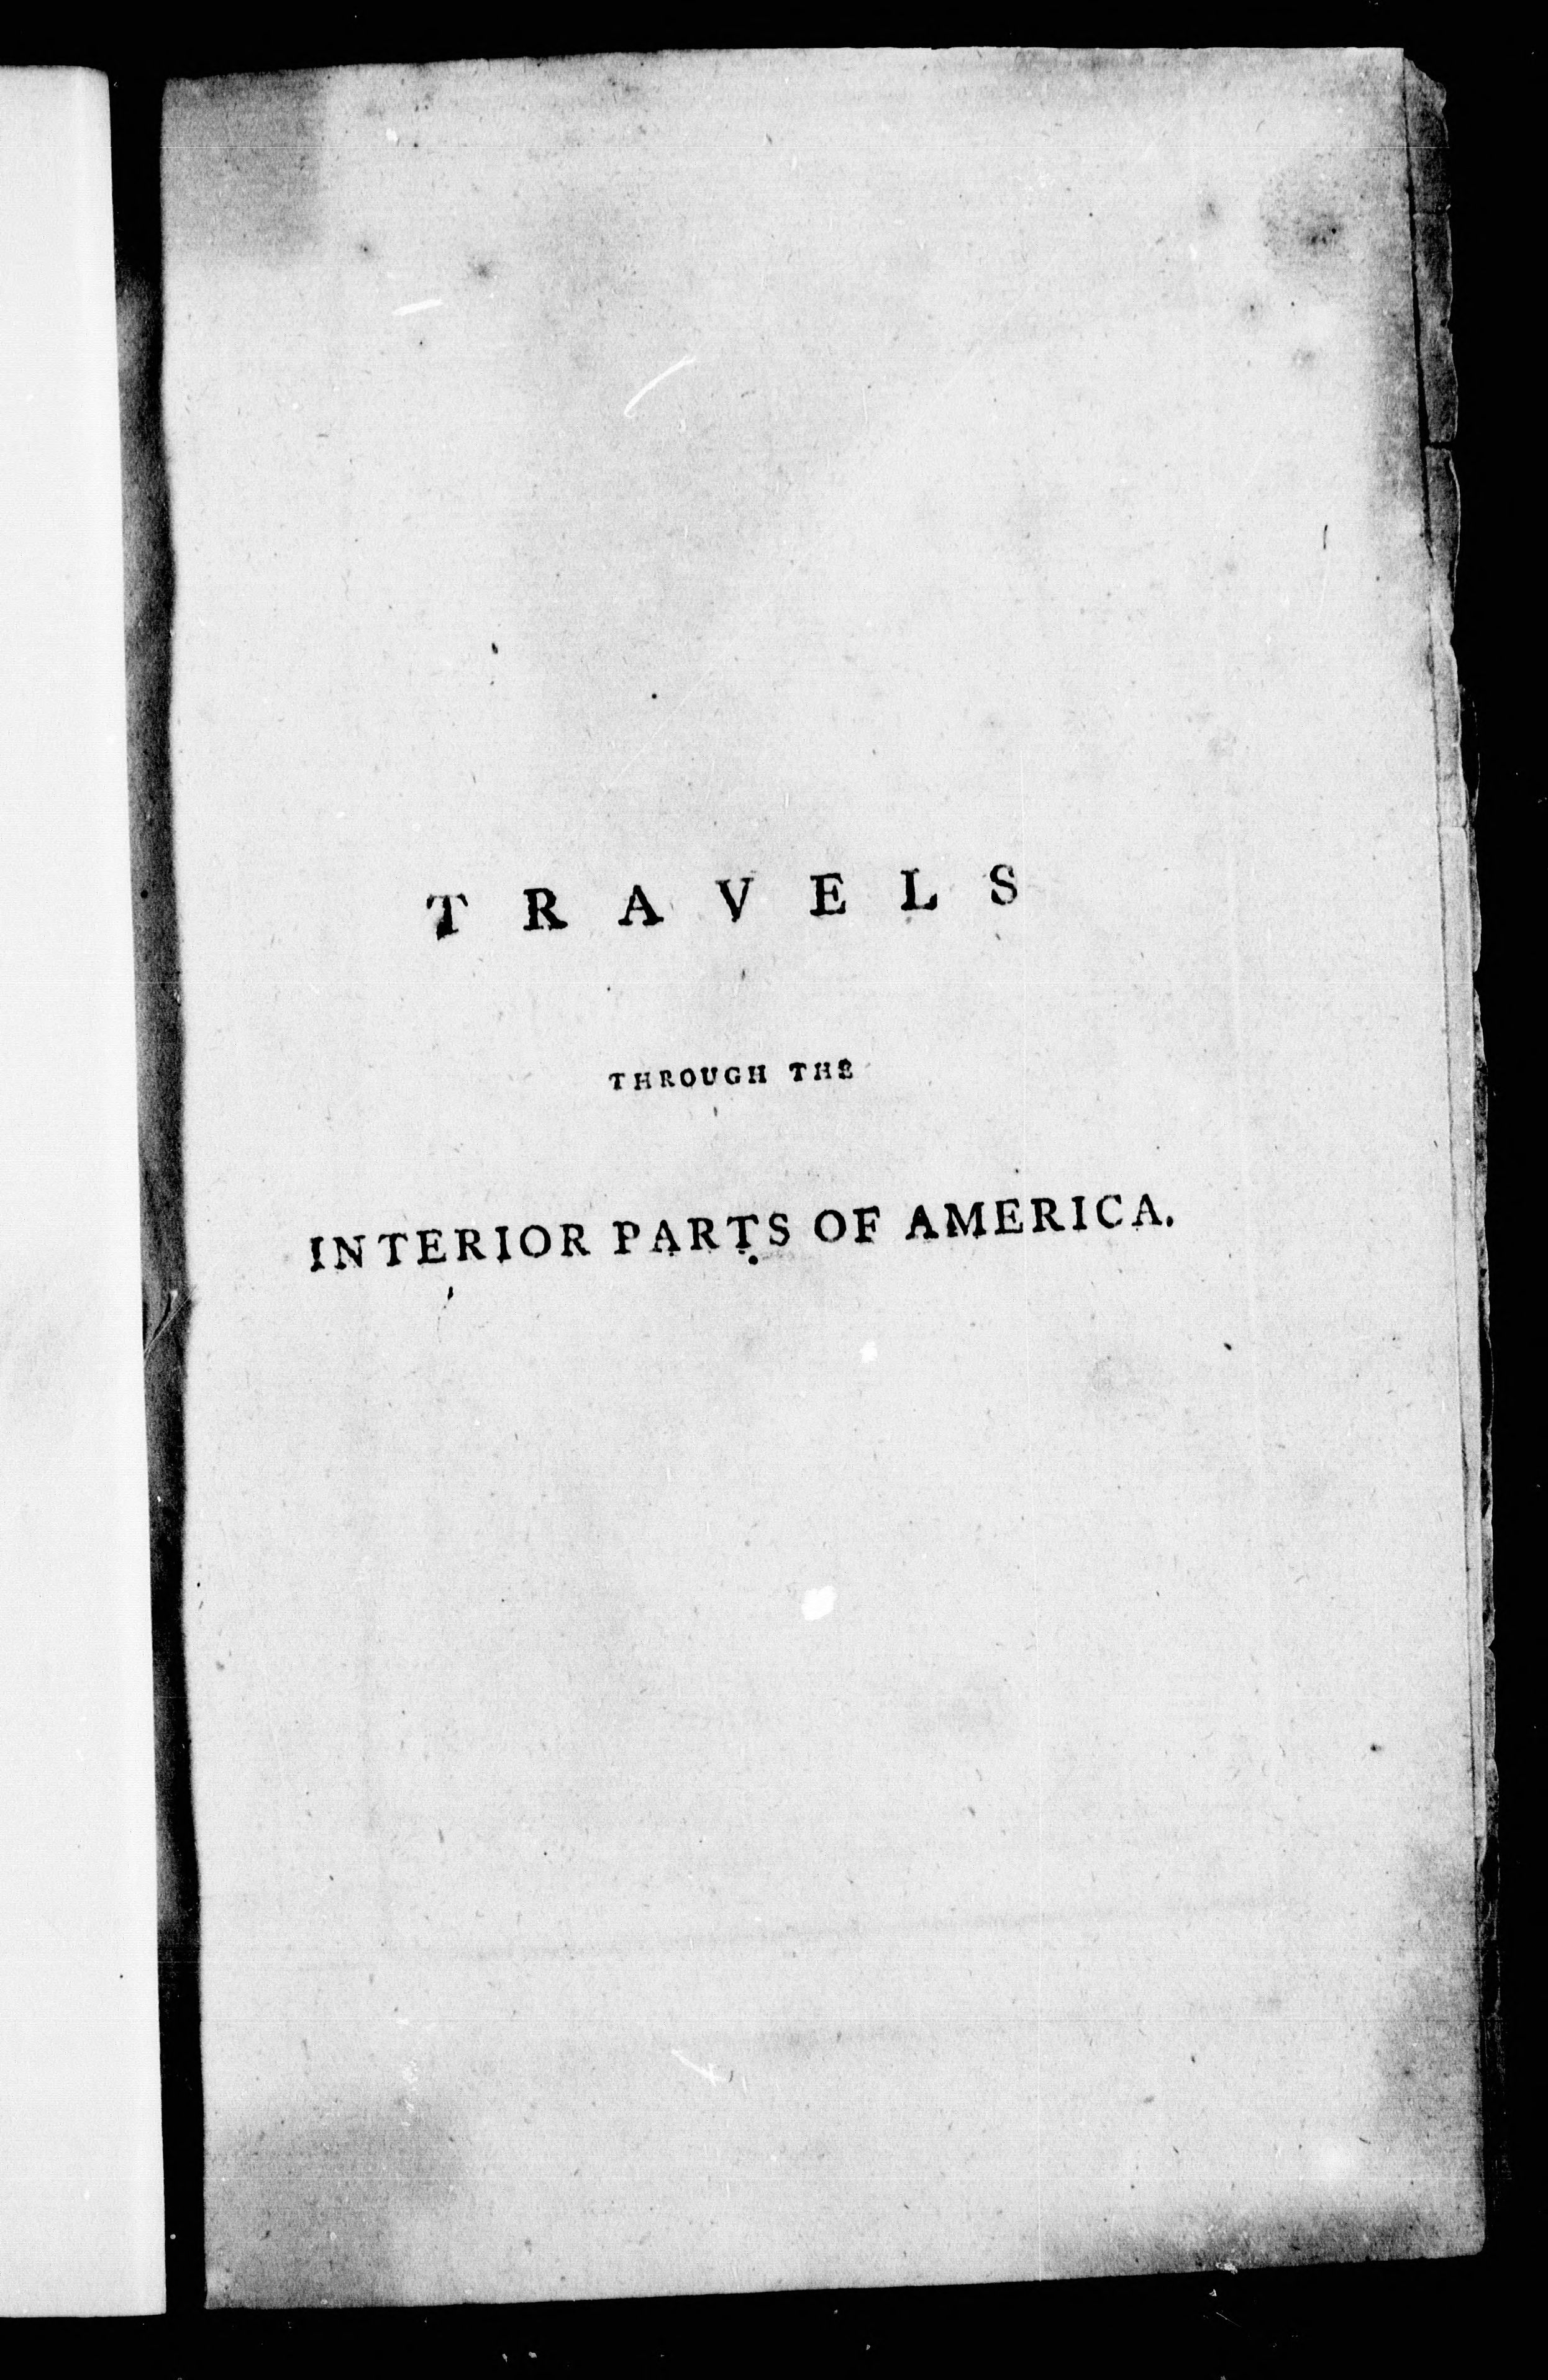 TRAVELS
THROUGH THE
INTERIOR PARTS OF AMERICA.